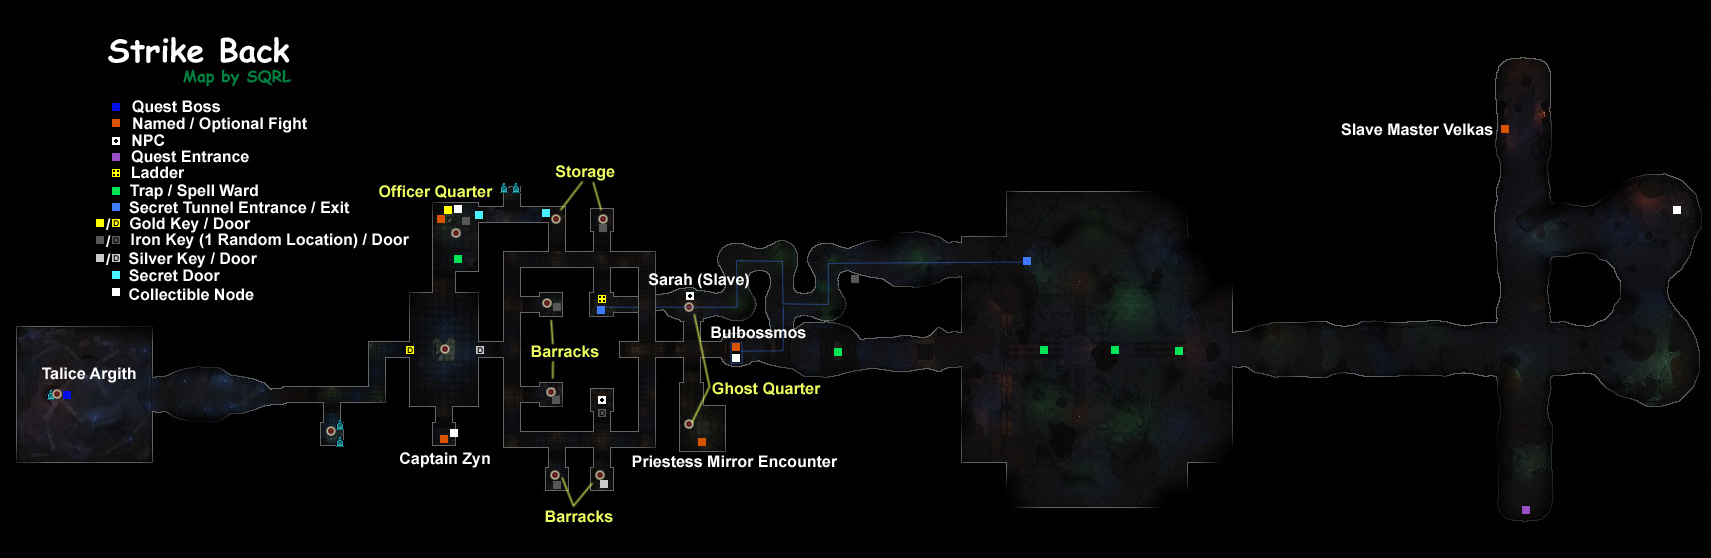 Strike Back
Map by SQRL
Quest Boss
Named / Optional Fight
NPC
Quest Entrance
Ladder
Trap / Spell Ward
Secret Tunnel Entrance / Exit
/D Gold Key / Door
/D Iron Key (1 Random Location) / Door
/D Silver Key / Door
Secret Door
Collectible Node
Slave Master Velkas
Storage
Officer Quarter
Sarah (Slave)
Bulbossmos
D
D
Barracks
Talice Argith
Ghost Quarter
D
Captain Zyn
Priestess Mirror Encounter
Barracks